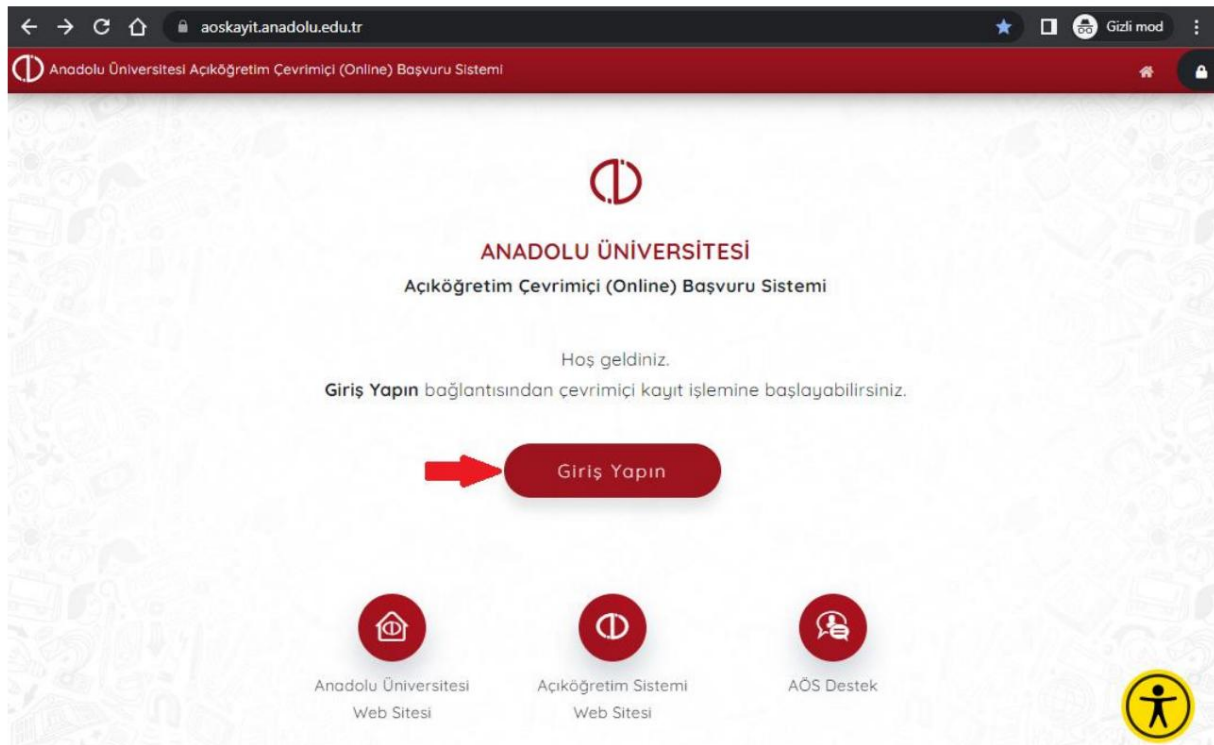 aoskayit.anadolu.edu.tr
Gizli mod
Anadolu Üniversitesi Açıköğretim Çevrimiçi (Online) Başvuru Sistemi
ANADOLU ÜNİVERSİTESİ
Açıköğretim Çevrimiçi (Online) Başvuru Sistemi
Hoş geldiniz.
Giriş Yapın bağlantısından çevrimiçi kayıt işlemine başlayabilirsiniz.
Giriş Yapın
Anadolu Üniversitesi
Web Sitesi
Açıköğretim Sistemi
Web Sitesi
AÖS Destek